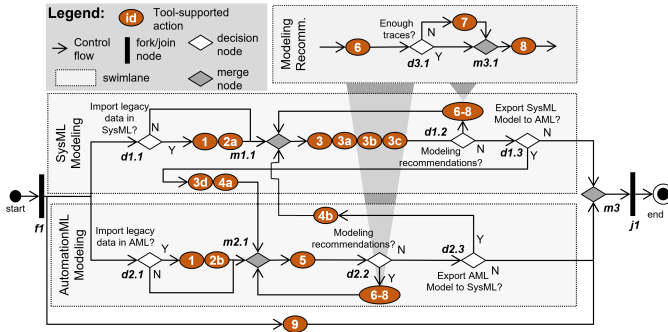 Legend:
id
Tool-supported
action
decision
node
Control
flow
fork/join
node
merge
node
swimlane
Modeling
Recomm.
Enough
traces?
N
7
6
Y
8
d3.1
m3.1
SysML
Modeling
Import legacy
data in
SysML?
N
d1.1
Y
1
2a
m1.1
3
3a
3b
3c
6-8
d1.2
Y
N
Modeling
recommendations?
Export SysML
Model to AML?
N
d1.3
Y
3d
4a
start
f1
m3
j1
end
AutomationML
Modeling
Import legacy
data in AML?
Y
d2.1
N
1
2b
m2.1
5
4b
Modeling
recommendations?
N
d2.2
Y
6-8
d2.3
Y
Export AML
Model to SysML?
N
9